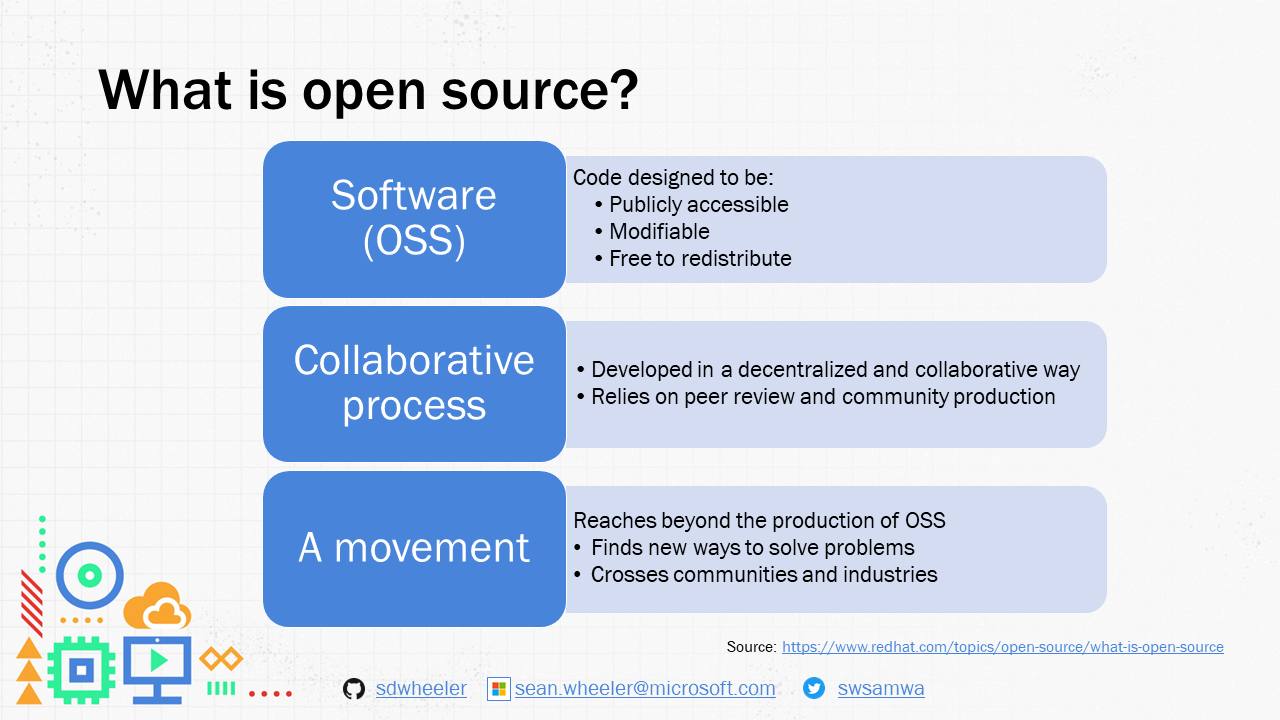 What is open source?
Software
(OSS)
Code designed to be:
• Publicly accessible
• Modifiable
• Free to redistribute
Collaborative
process
• Developed in a decentralized and collaborative way
• Relies on peer review and community production
A movement
Reaches beyond the production of OSS
• Finds new ways to solve problems
• Crosses communities and industries
Source: https://www.redhat.com/topics/open-source/what-is-open-source
sdwheeler sean.wheeler@microsoft.com swsamwa